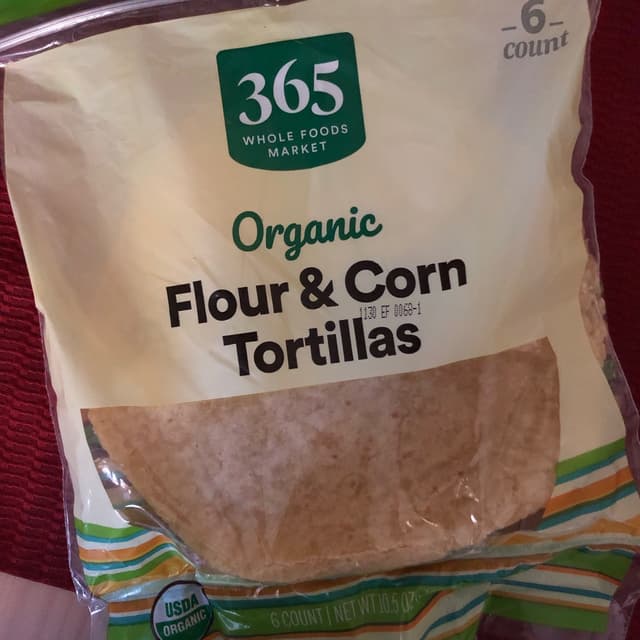 6
count
365
WHOLE FOODS
MARKET
Organic
Flour & Corn
1130 EF 0068-1
Tortillas
USDA
ORGANIC
6 COUNT | NET WT 10.5 OZ